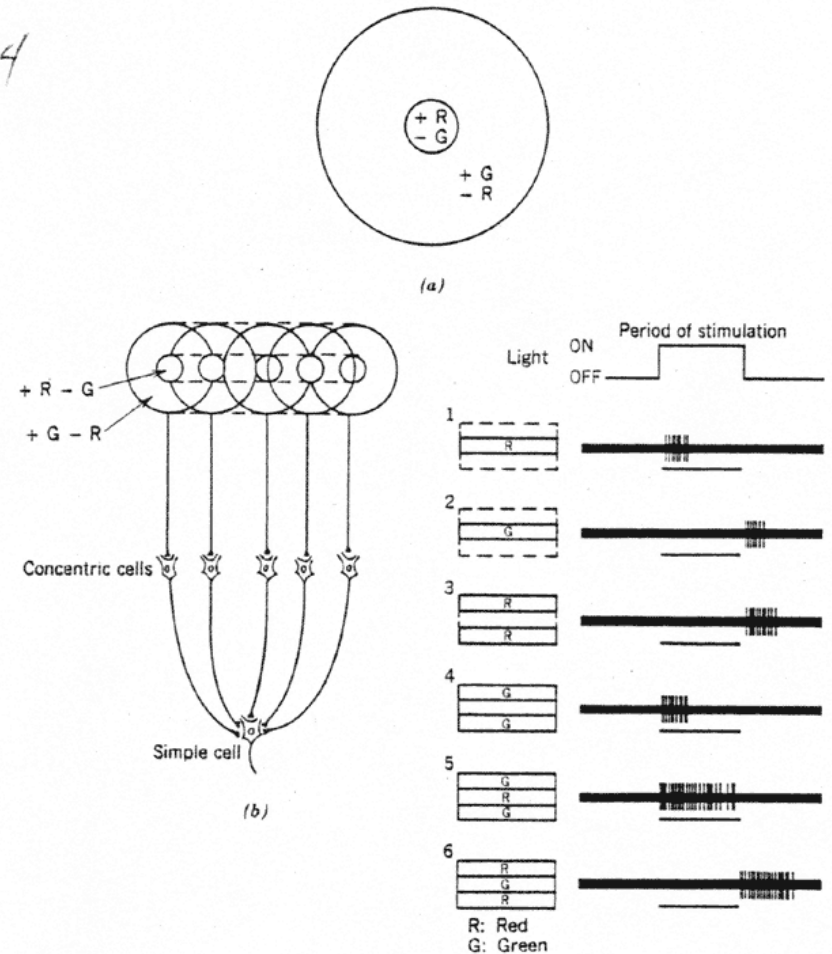 4
+ R
- G
+ G
- R
(a)
+ R - G
+ G - R
Concentric cells
Simple cell
(b)
Period of stimulation
Light
ON
OFF
1
R
2
G
3
R
R
4
G
G
5
G
R
G
6
R
G
R
R: Red
G: Green